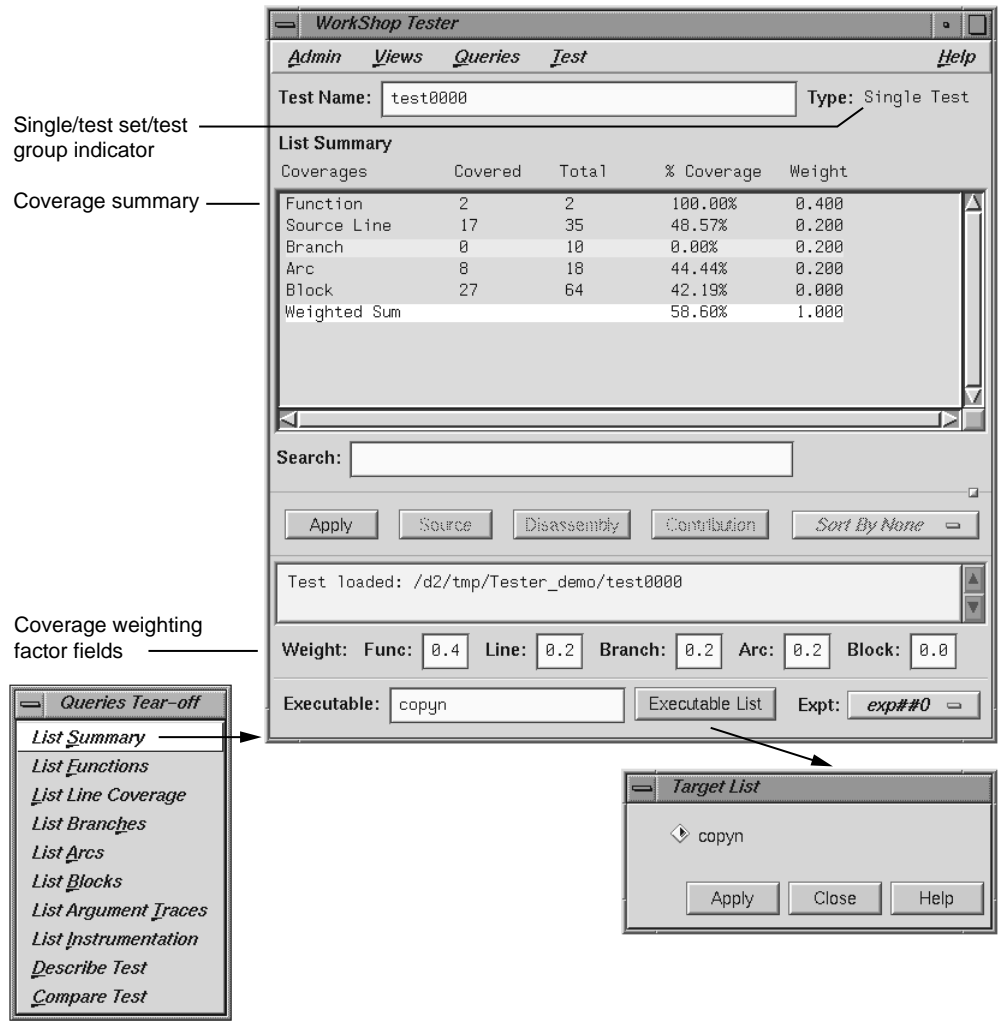 WorkShop Tester
Admin Views Queries Test Help
Test Name: test0000 Type: Single Test
Single/test set/test
group indicator
List Summary
Coverages Covered Total % Coverage Weight
Coverage summary
Function 2 2 100.00% 0.400
Source Line 17 35 48.57% 0.200
Branch 0 10 0.00% 0.200
Arc 8 18 44.44% 0.200
Block 27 64 42.19% 0.000
Weighted Sum 58.60% 1.000
Search:
Apply Source Disassembly Contribution Sort By None
Test loaded: /d2/tmp/Tester_demo/test0000
Coverage weighting
factor fields
Weight: Func: 0.4 Line: 0.2 Branch: 0.2 Arc: 0.2 Block: 0.0
Executable: copyn Executable List Expt: exp##0
Queries Tear-off
List Summary
List Functions
List Line Coverage
List Branches
List Arcs
List Blocks
List Argument Traces
List Instrumentation
Describe Test
Compare Test
Target List
copyn
Apply Close Help